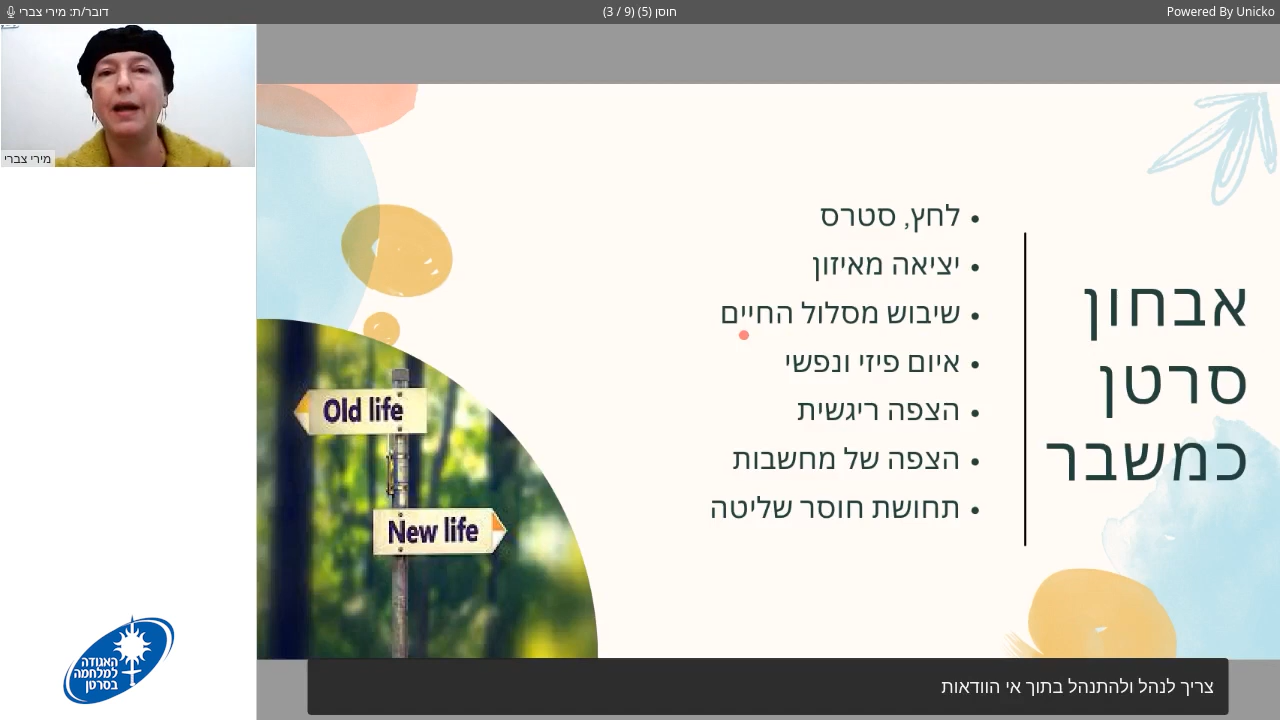 דובר/ת: מירי צברי
חוסן (5) (9 / 3)
Powered By Unicko
מירי צברי
אבחון
סרטן
כמשבר
• לחץ, סטרס
• יציאה מאיזון
• שיבוש מסלול החיים
• איום פיזי ונפשי
• הצפה ריגשית
• הצפה של מחשבות
• תחושת חוסר שליטה
Old life
New life
האגודה
למלחמה
בסרטן
צריך לנהל ולהתנהל בתוך אי הוודאות